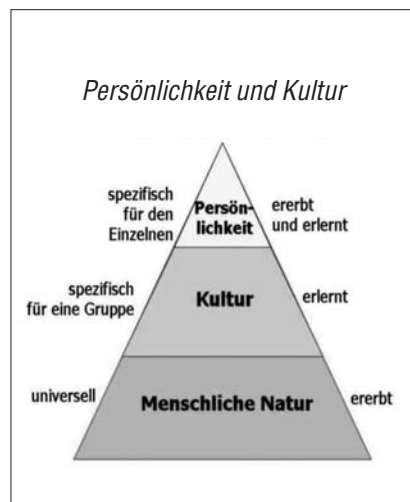 Persönlichkeit und Kultur
spezifisch
für den
Einzelnen
Persön-
lichkeit
ererbt
und erlernt
spezifisch
für eine Gruppe
Kultur
erlernt
universell
Menschliche Natur
ererbt